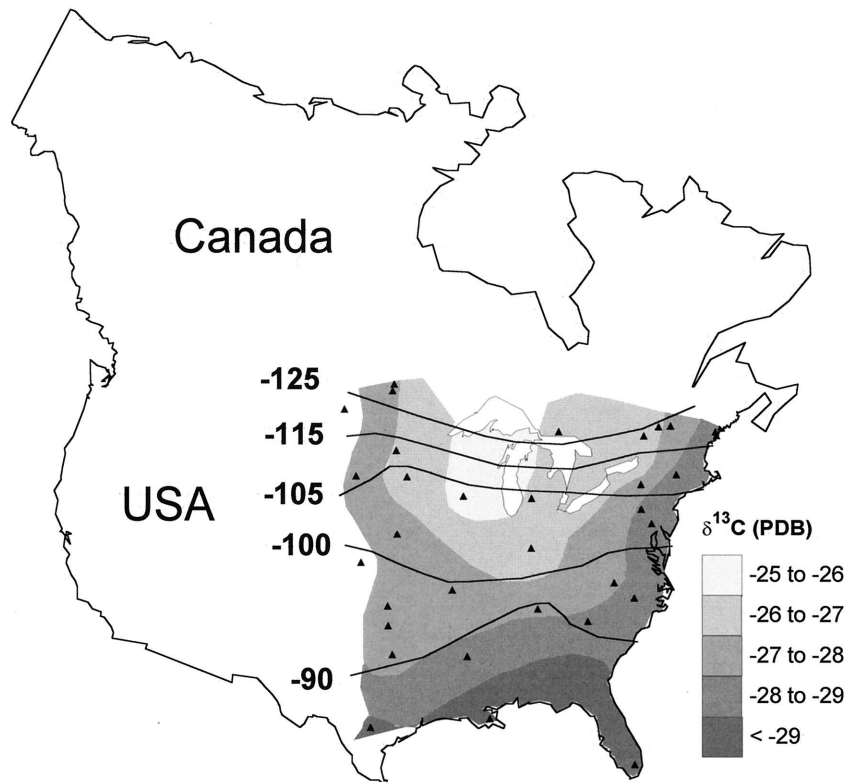 Canada
USA
-125
-115
-105
-100
-90
δ¹³C (PDB)
-25 to -26
-26 to -27
-27 to -28
-28 to -29
< -29